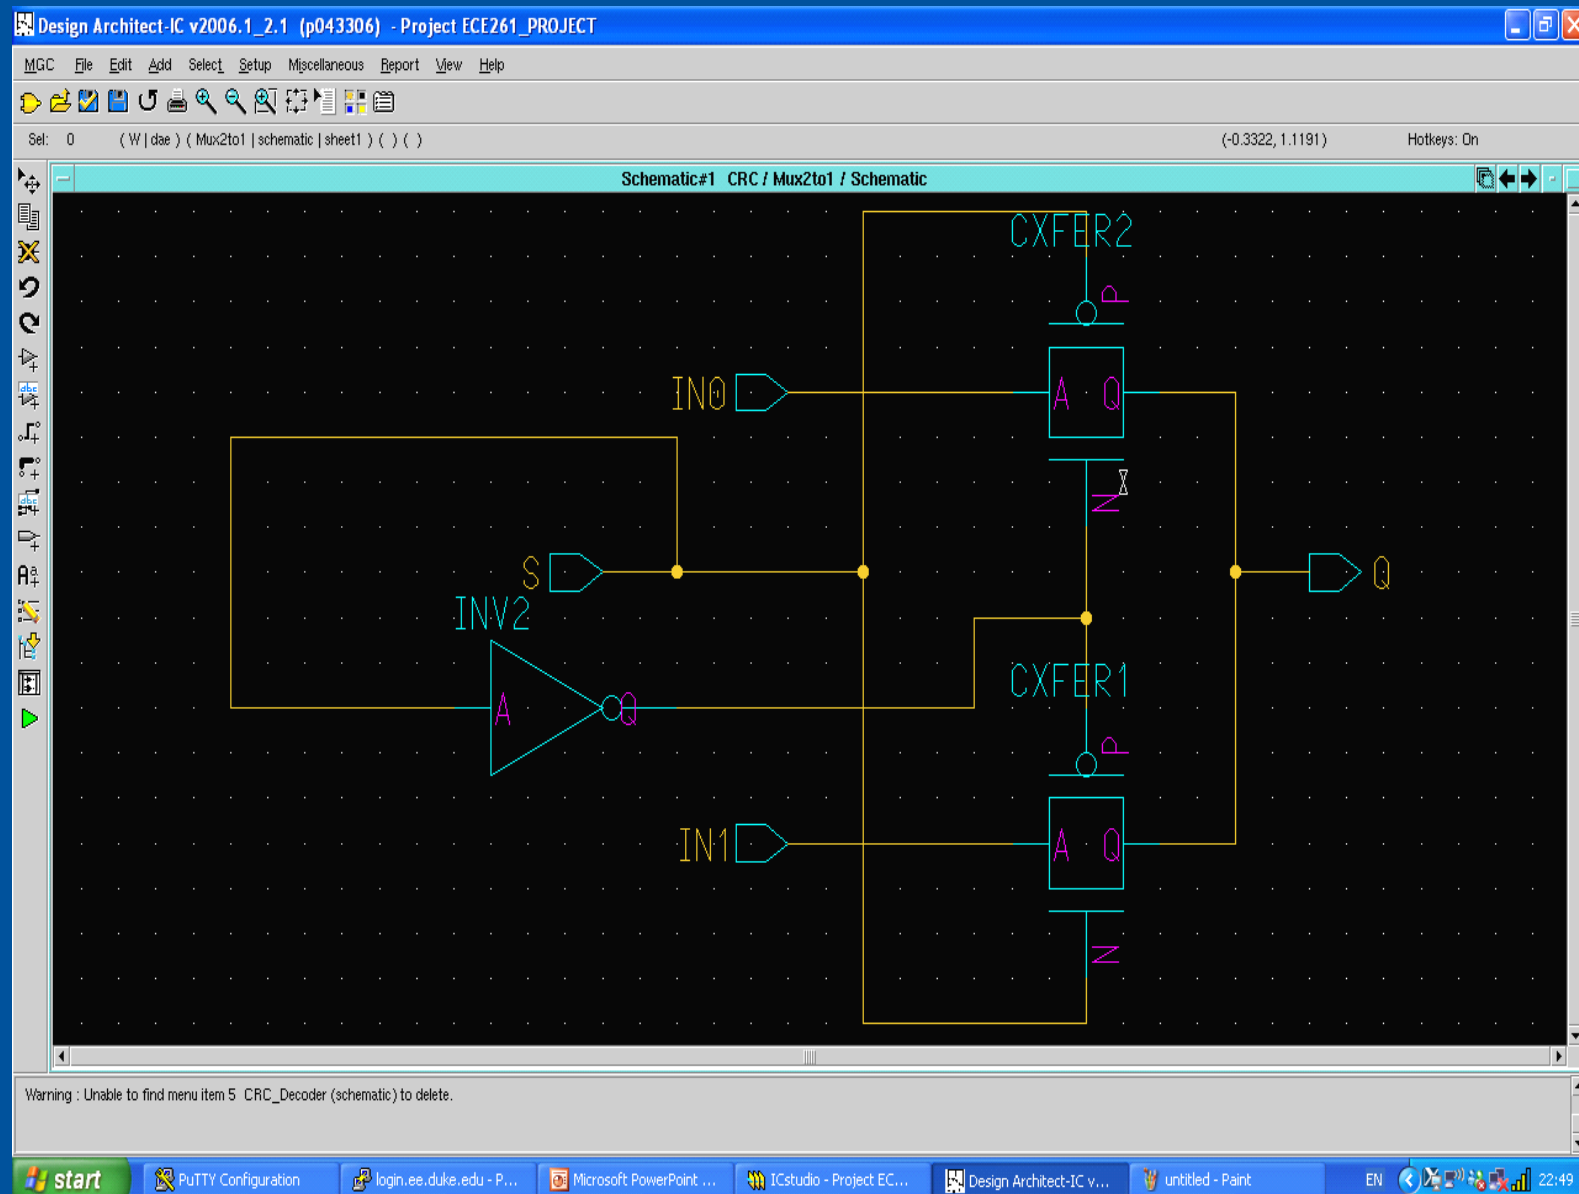 Design Architect-IC v2006.1_2.1 (p043306) - Project ECE261_PROJECT
MGC File Edit Add Select Setup Miscellaneous Report View Help
Sel: 0 ( W | dae ) ( Mux2to1 | schematic | sheet1 ) ( ) ( ) (-0.3322, 1.1191) Hotkeys: On
Schematic#1 CRC / Mux2to1 / Schematic
CXFER2
P
IN0
A Q
N
S
Q
INV2
CXFER1
A Q
P
IN1
A Q
N
Warning : Unable to find menu item 5 CRC_Decoder (schematic) to delete.
start PuTTY Configuration login.ee.duke.edu - P... Microsoft PowerPoint ... ICstudio - Project EC... Design Architect-IC v... untitled - Paint EN 22:49